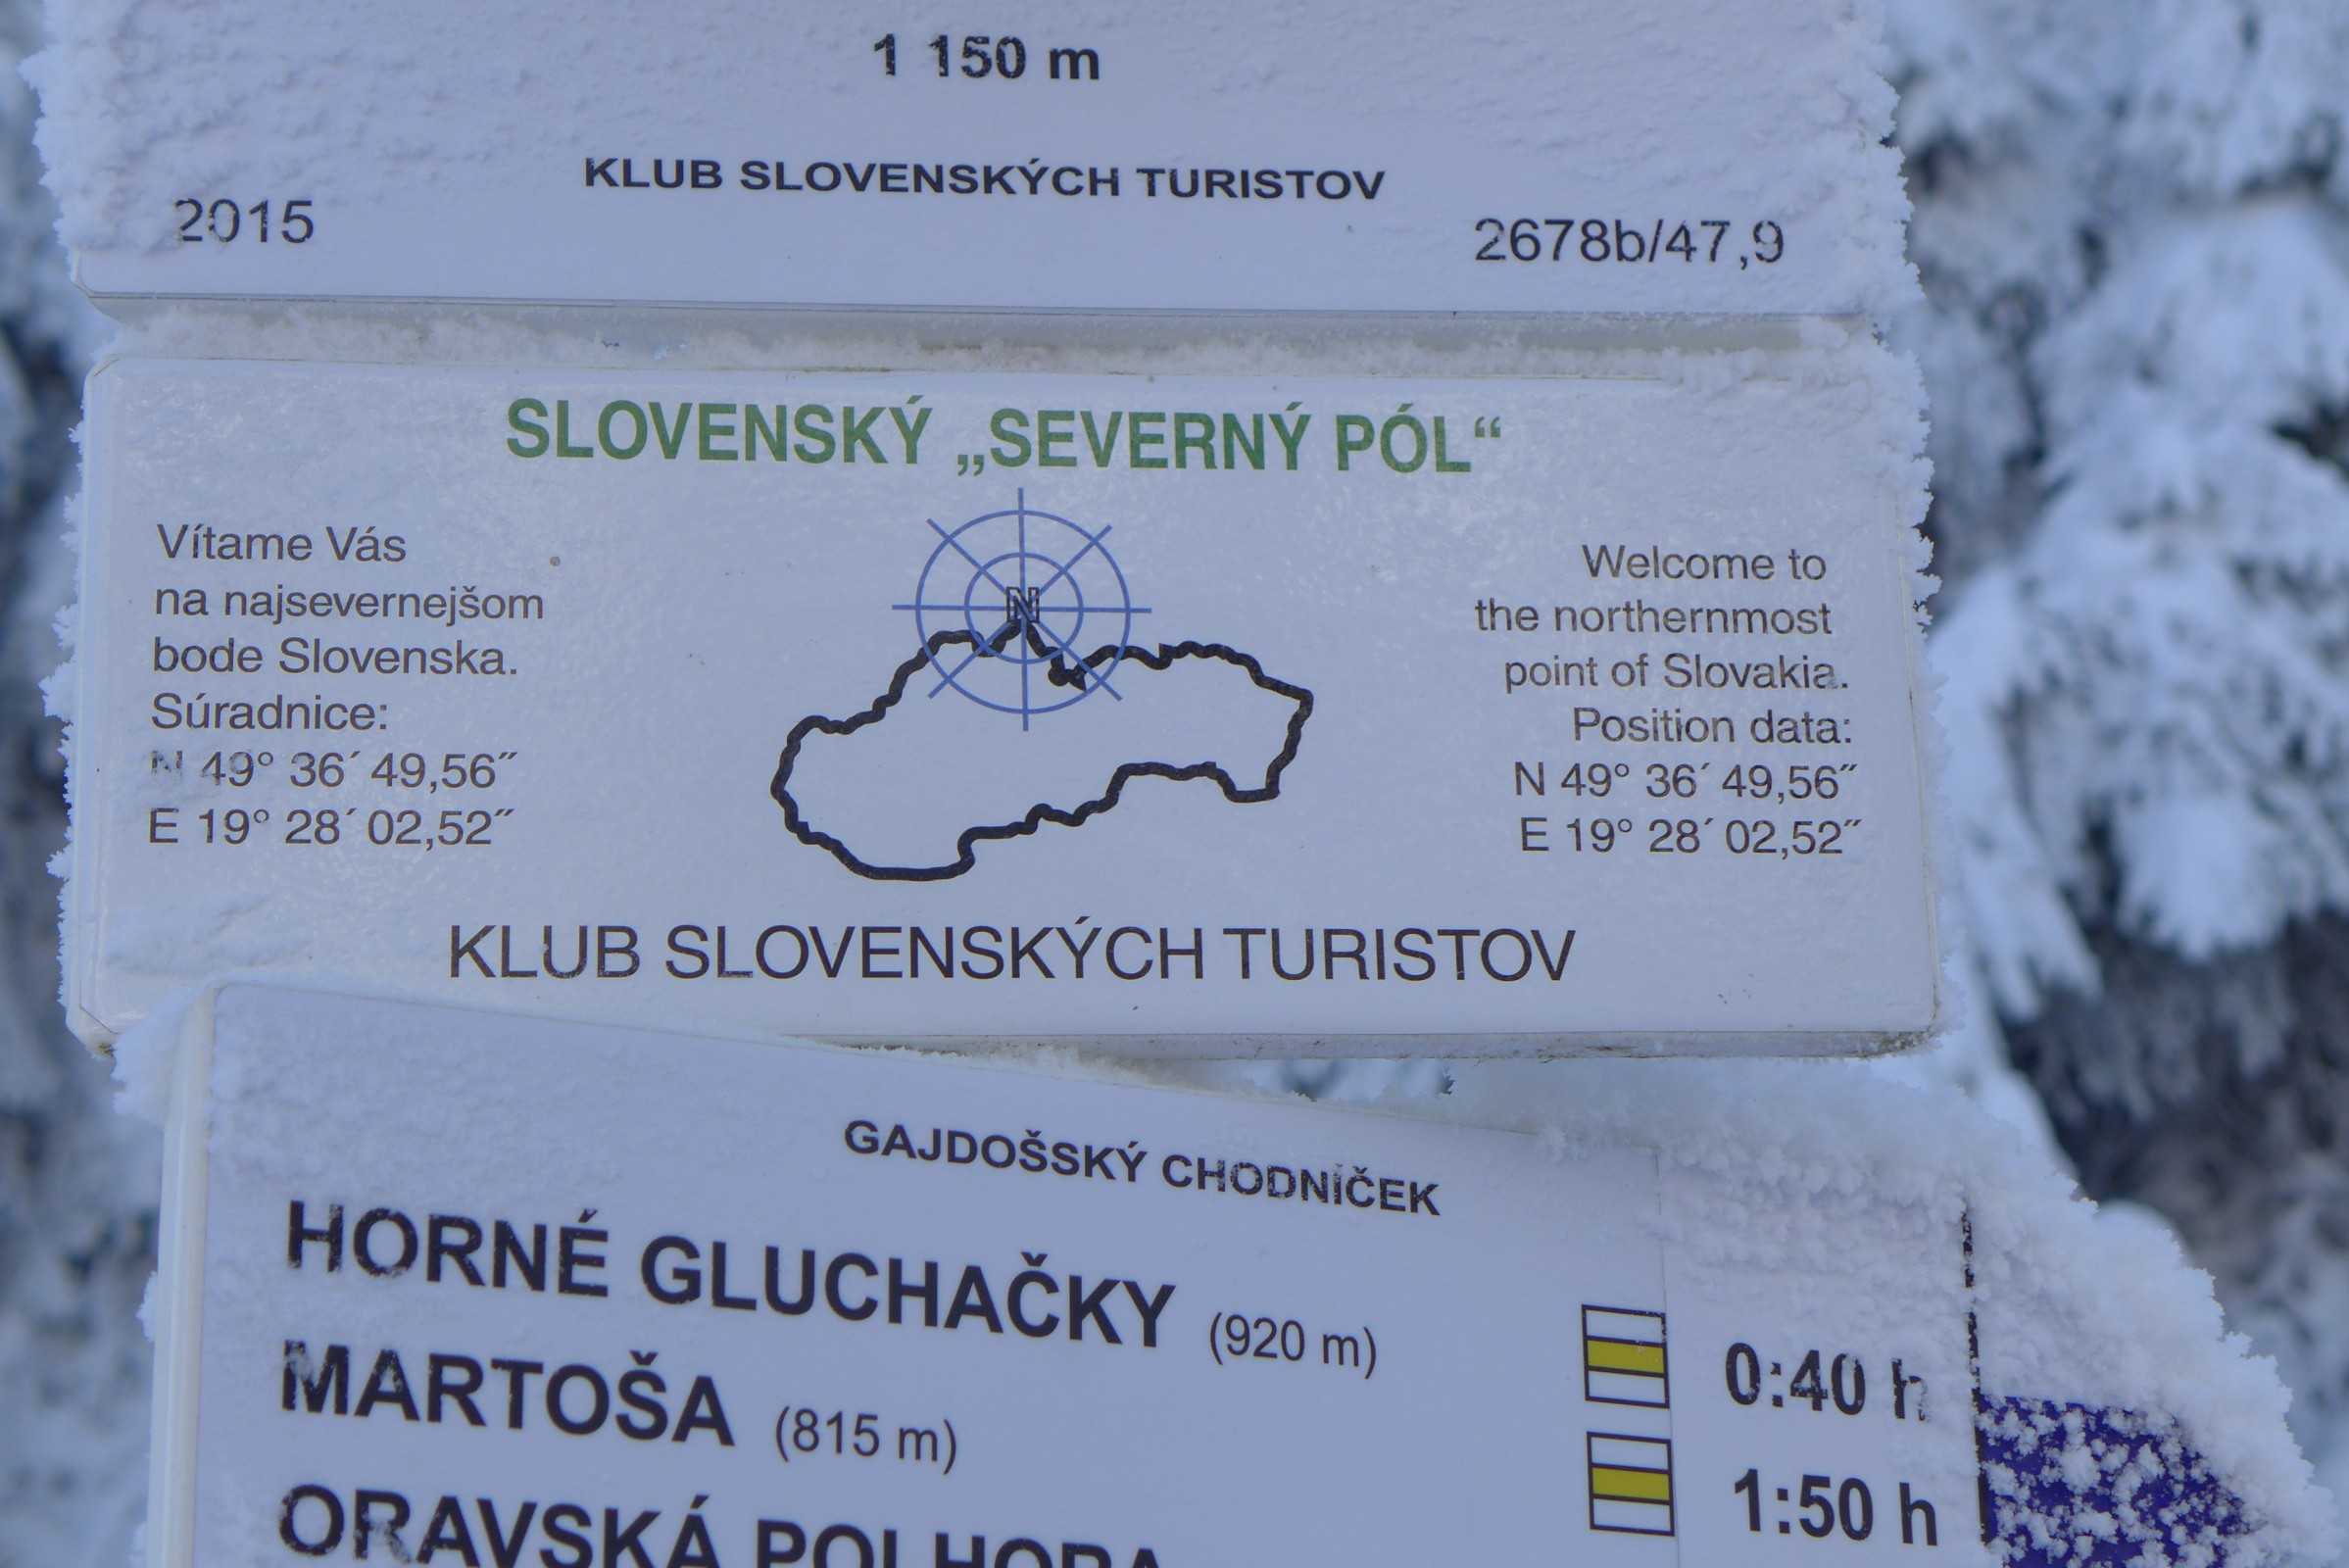 1 150 m
KLUB SLOVENSKÝCH TURISTOV
2015
2678b/47,9
SLOVENSKÝ „SEVERNÝ PÓL“
Vítame Vás
na najsevernejšom
bode Slovenska.
Súradnice:
N 49° 36´ 49,56˝
E 19° 28´ 02,52˝
N
Welcome to
the northernmost
point of Slovakia.
Position data:
N 49° 36´ 49,56˝
E 19° 28´ 02,52˝
KLUB SLOVENSKÝCH TURISTOV
GAJDOŠSKÝ CHODNÍČEK
HORNÉ GLUCHAČKY (920 m) 0:40 h
MARTOŠA (815 m) 1:50 h
ORAVSKÁ POLHORA